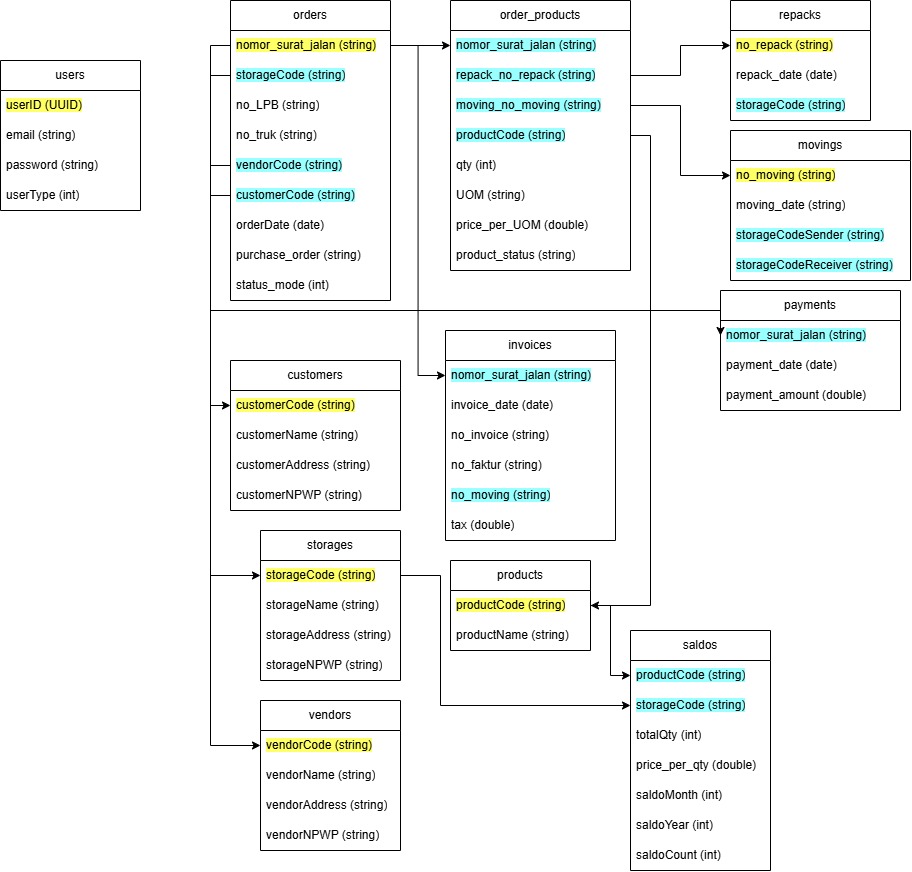 users
userID (UUID)
email (string)
password (string)
userType (int)
orders
nomor_surat_jalan (string)
storageCode (string)
no_LPB (string)
no_truk (string)
vendorCode (string)
customerCode (string)
orderDate (date)
purchase_order (string)
status_mode (int)
order_products
nomor_surat_jalan (string)
repack_no_repack (string)
moving_no_moving (string)
productCode (string)
qty (int)
UOM (string)
price_per_UOM (double)
product_status (string)
repacks
no_repack (string)
repack_date (date)
storageCode (string)
movings
no_moving (string)
moving_date (string)
storageCodeSender (string)
storageCodeReceiver (string)
payments
nomor_surat_jalan (string)
payment_date (date)
payment_amount (double)
invoices
nomor_surat_jalan (string)
invoice_date (date)
no_invoice (string)
no_faktur (string)
no_moving (string)
tax (double)
customers
customerCode (string)
customerName (string)
customerAddress (string)
customerNPWP (string)
storages
storageCode (string)
storageName (string)
storageAddress (string)
storageNPWP (string)
products
productCode (string)
productName (string)
saldos
productCode (string)
storageCode (string)
totalQty (int)
price_per_qty (double)
saldoMonth (int)
saldoYear (int)
saldoCount (int)
vendors
vendorCode (string)
vendorName (string)
vendorAddress (string)
vendorNPWP (string)